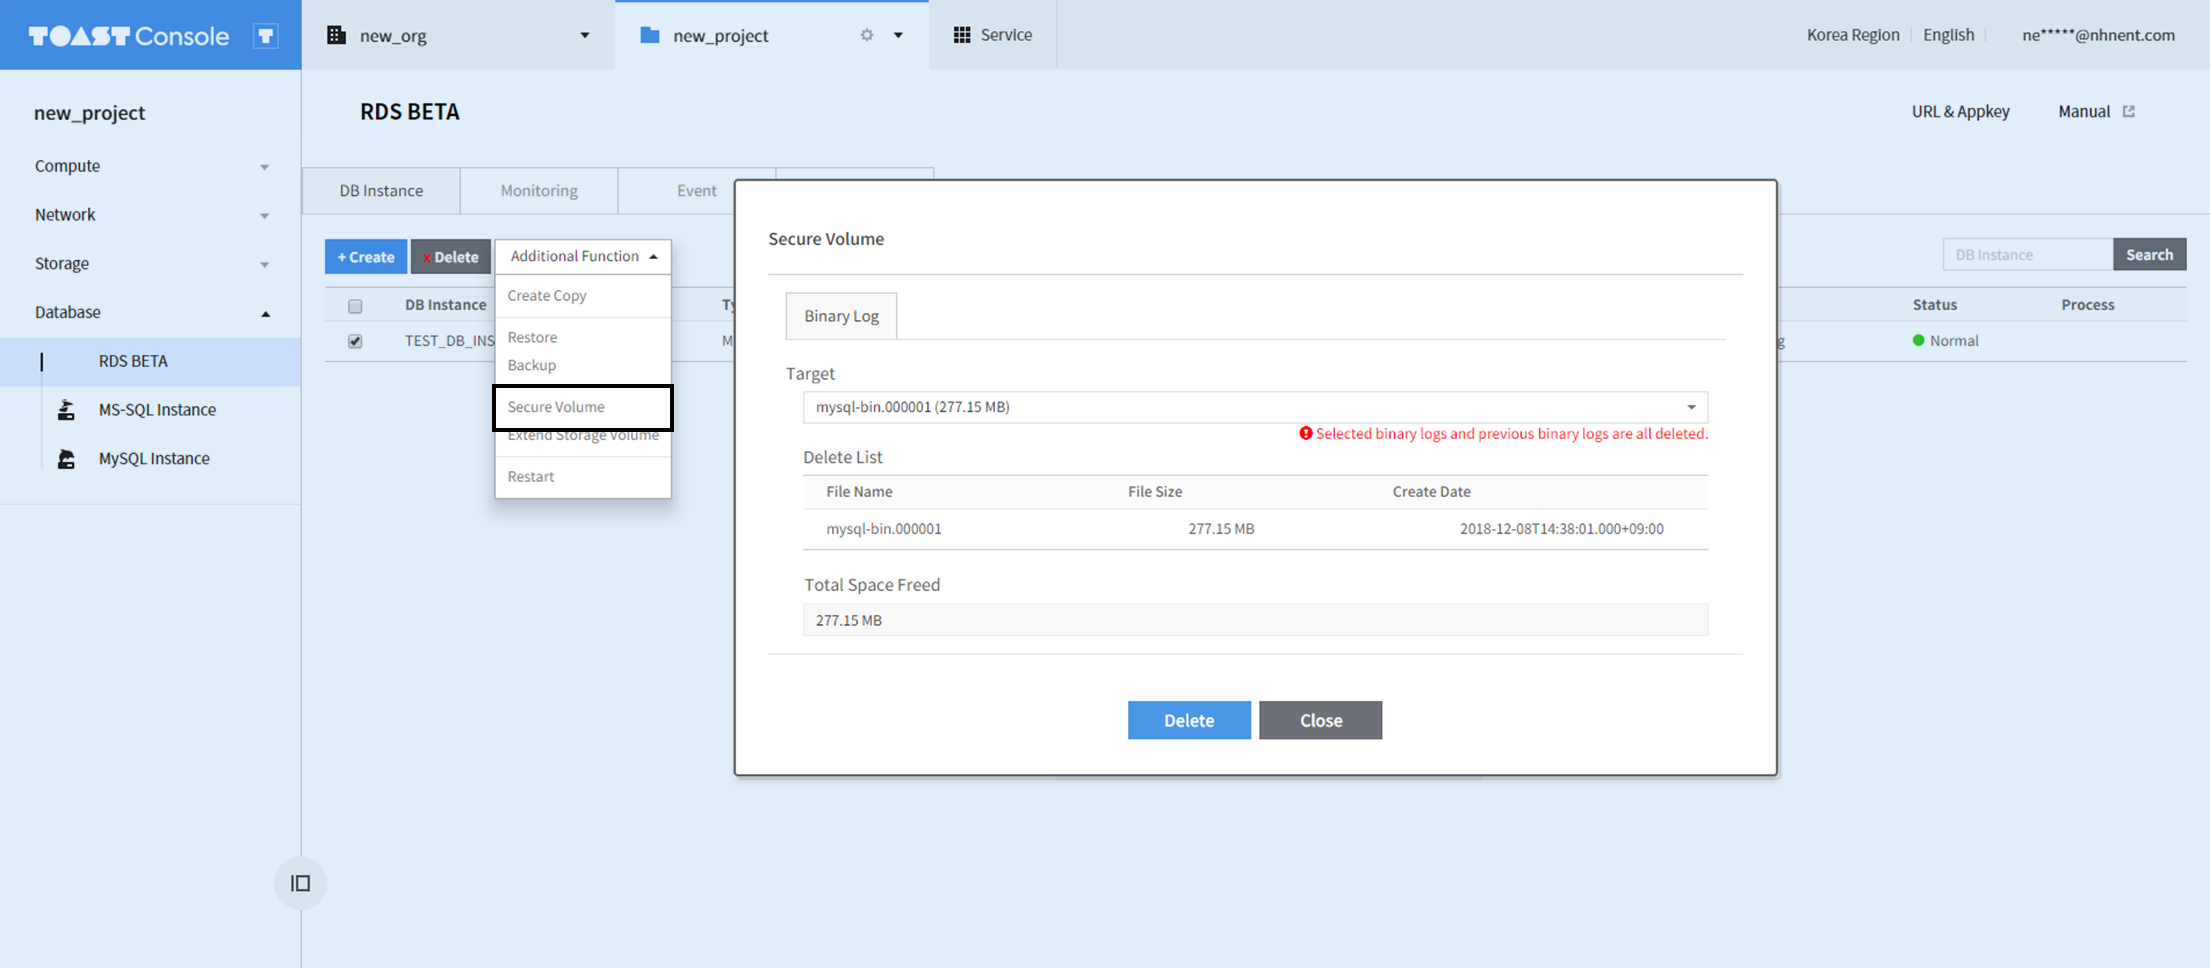 TOAST Console
new_org
new_project
Service
Korea Region
English
ne*****@nhnent.com
new_project
Compute
Network
Storage
Database
RDS BETA
MS-SQL Instance
MySQL Instance
RDS BETA
URL & Appkey
Manual
DB Instance
Monitoring
Event
+ Create
x Delete
Additional Function
Create Copy
Restore
Backup
Secure Volume
Extend Storage Volume
Restart
DB Instance
Search
DB Instance
Status
Process
TEST_DB_INS
M
g
Normal
Secure Volume
Binary Log
Target
mysql-bin.000001 (277.15 MB)
Selected binary logs and previous binary logs are all deleted.
Delete List
File Name
File Size
Create Date
mysql-bin.000001
277.15 MB
2018-12-08T14:38:01.000+09:00
Total Space Freed
277.15 MB
Delete
Close